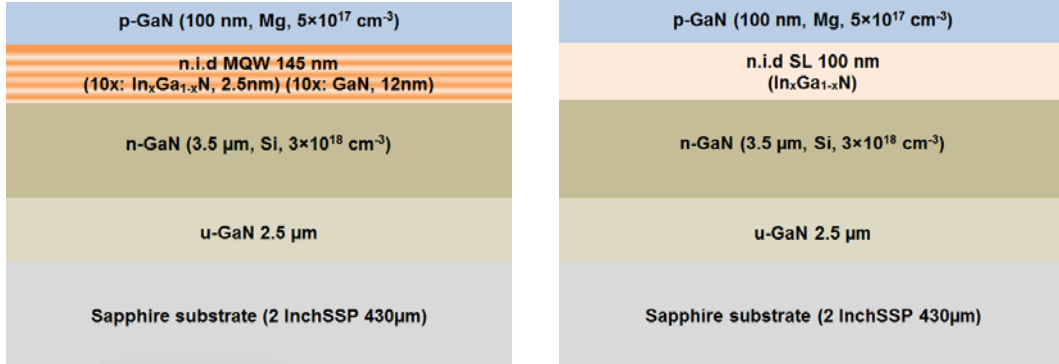 p-GaN (100 nm, Mg, 5×10¹⁷ cm⁻³)
n.i.d MQW 145 nm
(10x: InₓGa₁₋ₓN, 2.5nm) (10x: GaN, 12nm)
n-GaN (3.5 µm, Si, 3×10¹⁸ cm⁻³)
u-GaN 2.5 µm
Sapphire substrate (2 InchSSP 430µm)
p-GaN (100 nm, Mg, 5×10¹⁷ cm⁻³)
n.i.d SL 100 nm
(InₓGa₁₋ₓN)
n-GaN (3.5 µm, Si, 3×10¹⁸ cm⁻³)
u-GaN 2.5 µm
Sapphire substrate (2 InchSSP 430µm)